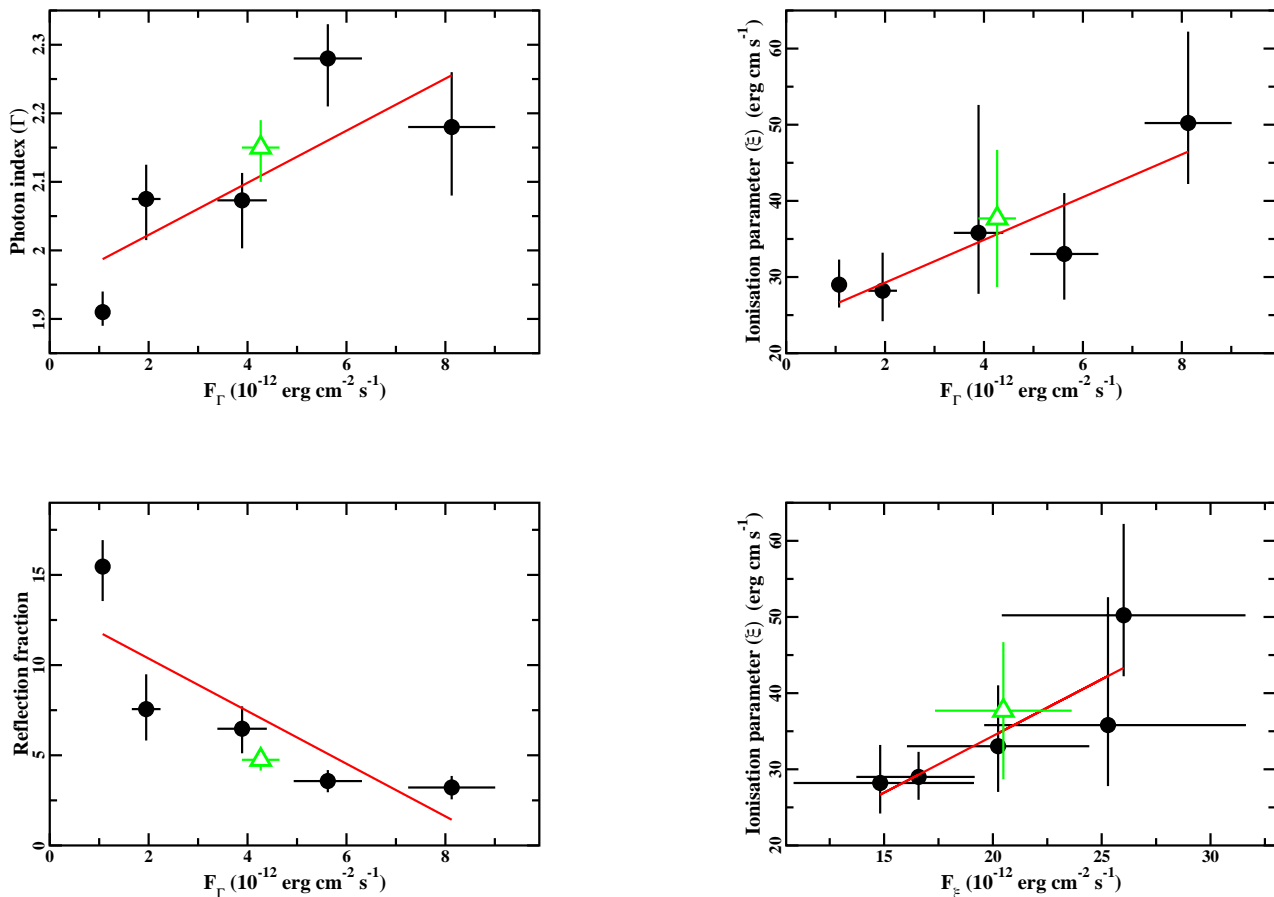 Photon index (Γ)
2.3
2.2
2.1
2
1.9
0 2 4 6 8
F_Γ (10⁻¹² erg cm⁻² s⁻¹)
Ionisation parameter (ξ) (erg cm s⁻¹)
60
50
40
30
20
0 2 4 6 8
F_Γ (10⁻¹² erg cm⁻² s⁻¹)
Reflection fraction
15
10
5
0
0 2 4 6 8
F_Γ (10⁻¹² erg cm⁻² s⁻¹)
Ionisation parameter (ξ) (erg cm s⁻¹)
60
50
40
30
20
15 20 25 30
F_ξ (10⁻¹² erg cm⁻² s⁻¹)